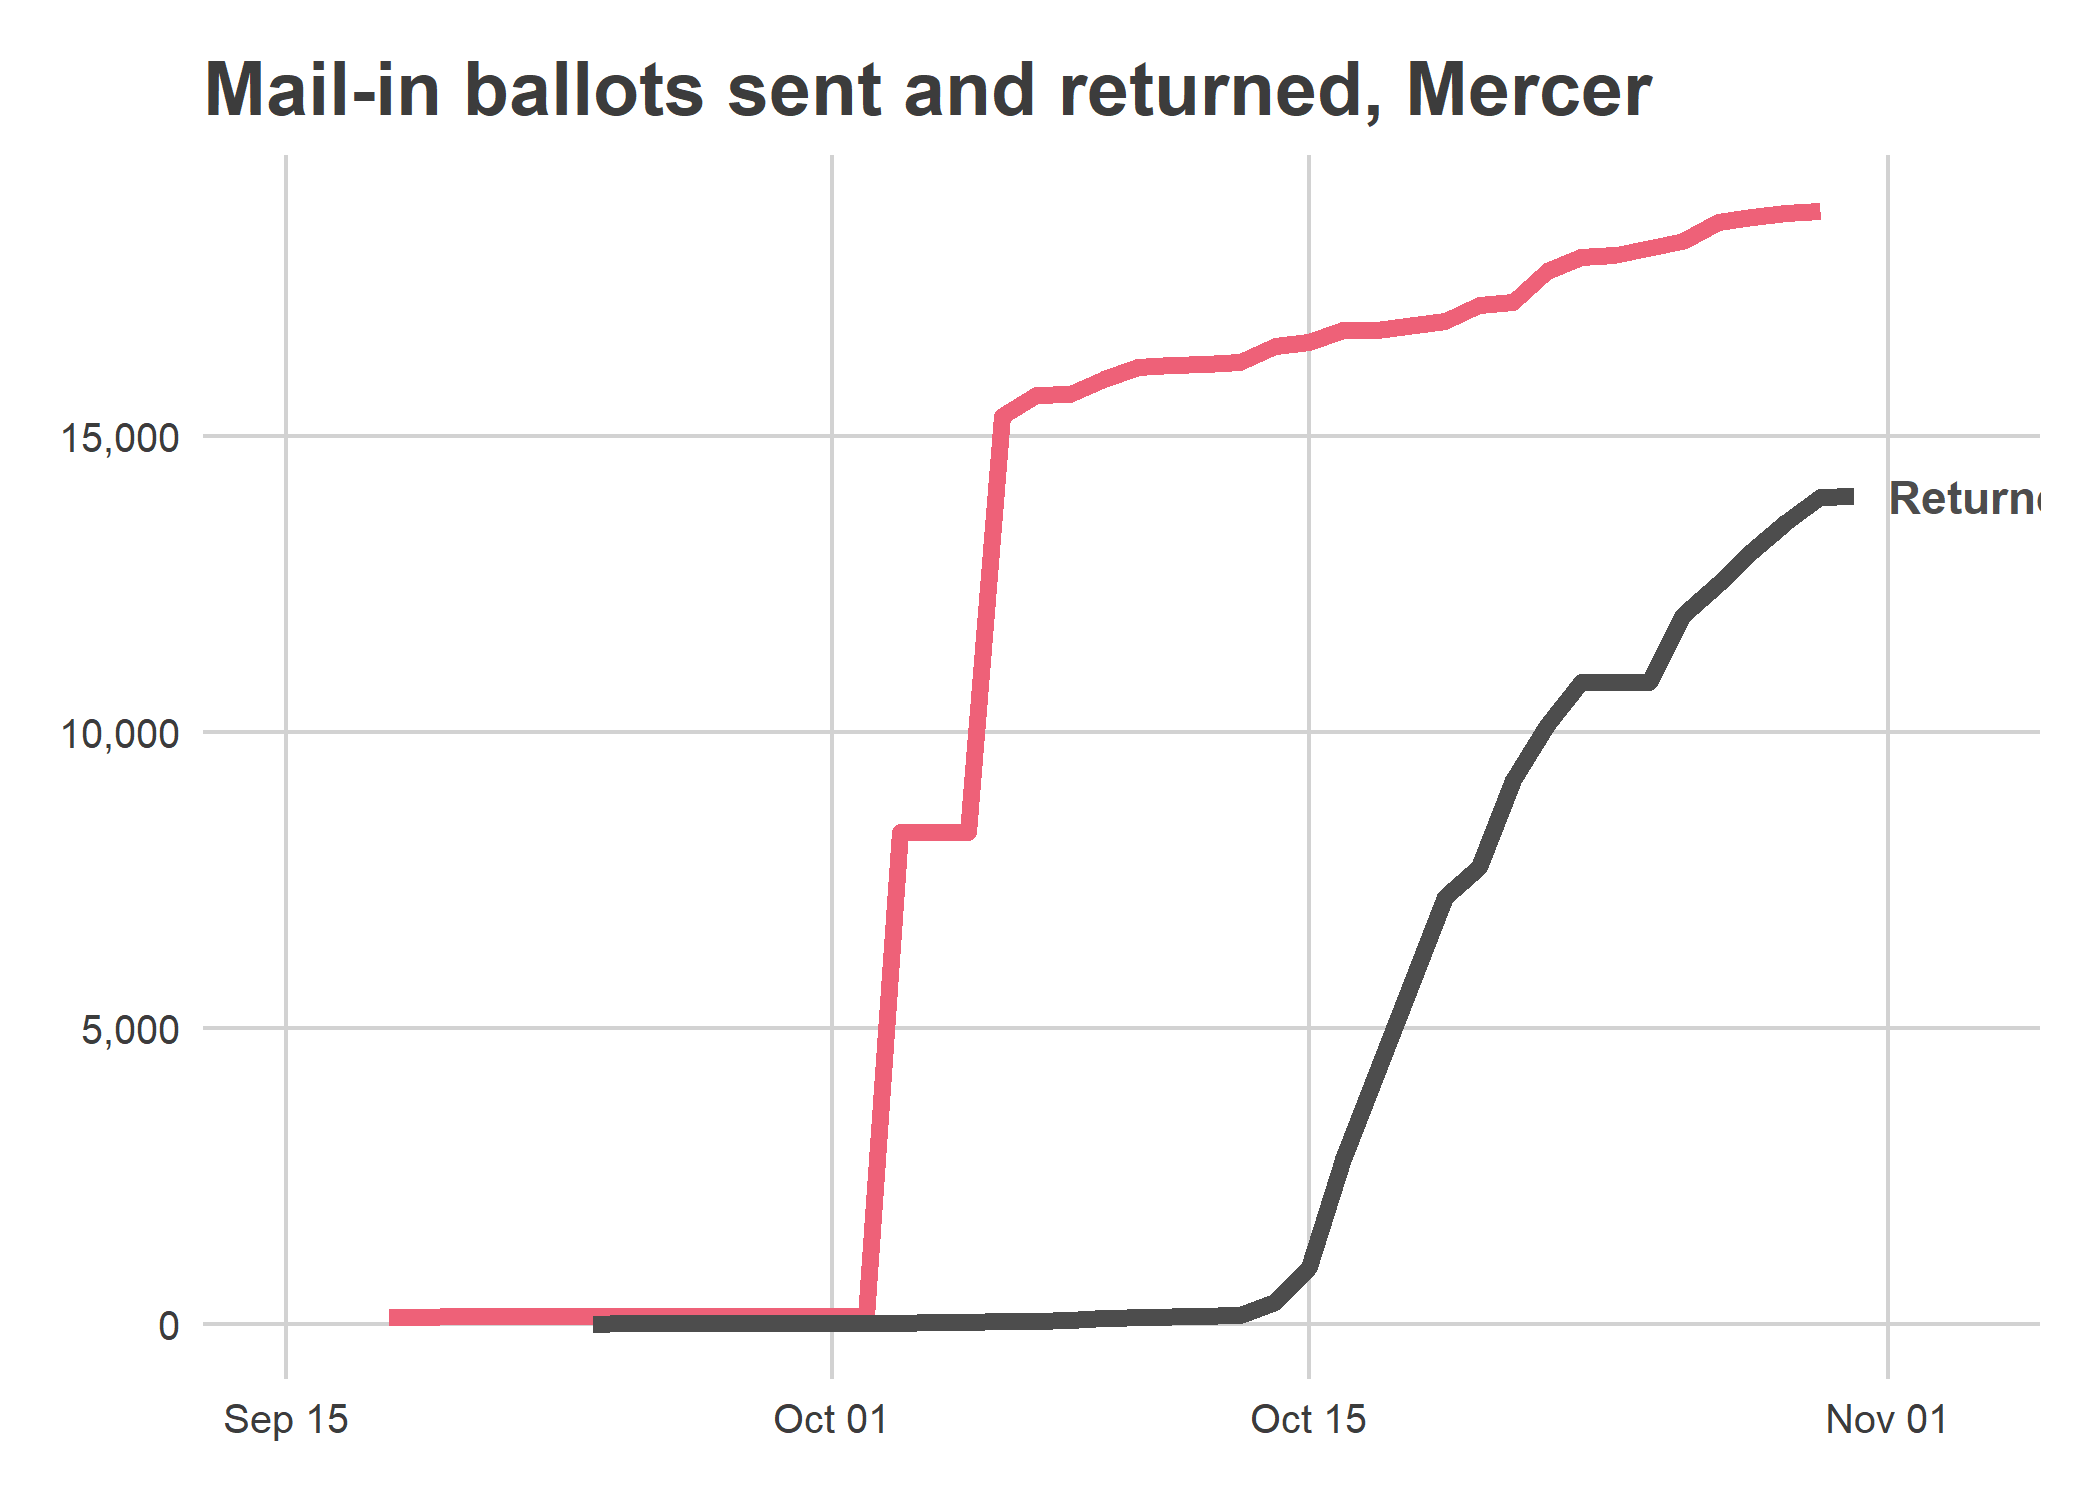 Mail-in ballots sent and returned, Mercer
15,000
Returne
10,000
5,000
0
Sep 15 Oct 01 Oct 15 Nov 01